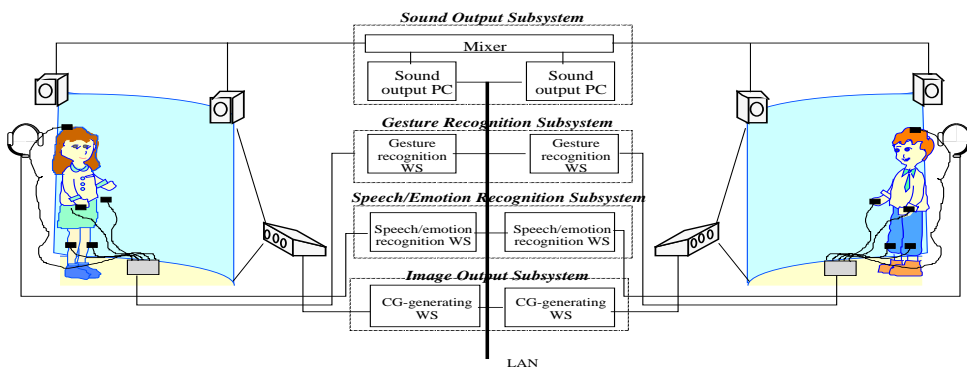 Sound Output Subsystem
Mixer
Sound
output PC
Sound
output PC
Gesture Recognition Subsystem
Gesture
recognition
WS
Gesture
recognition
WS
Speech/Emotion Recognition Subsystem
Speech/emotion
recognition WS
Speech/emotion
recognition WS
Image Output Subsystem
CG-generating
WS
CG-generating
WS
LAN